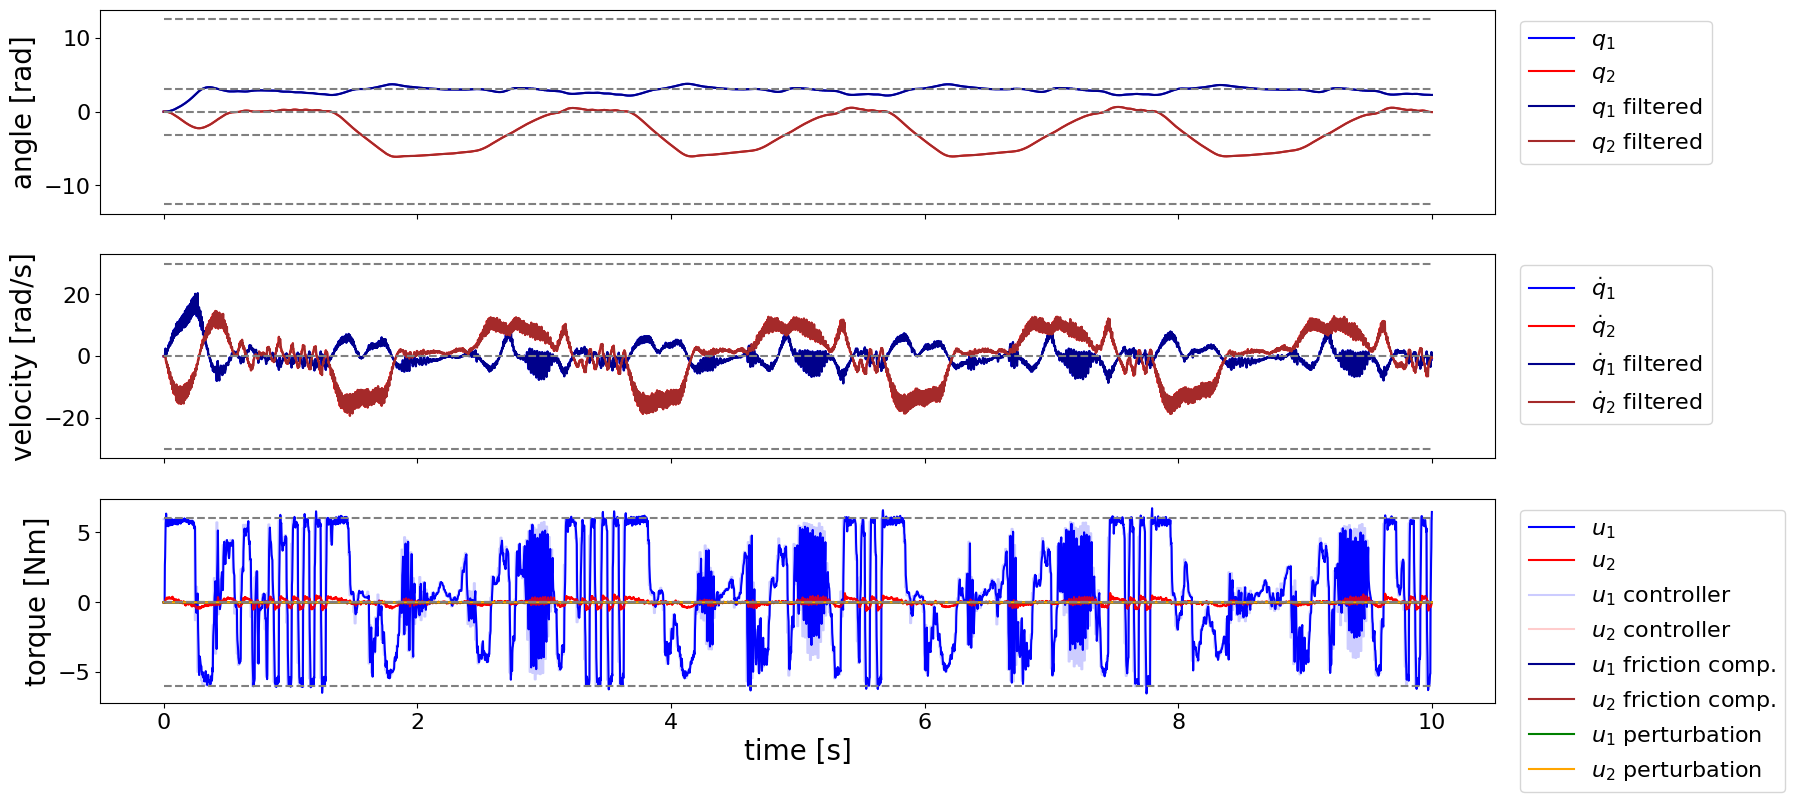 angle [rad]
10
0
−10
q₁
q₂
q₁ filtered
q₂ filtered
velocity [rad/s]
20
0
−20
q̇₁
q̇₂
q̇₁ filtered
q̇₂ filtered
torque [Nm]
5
0
−5
0 2 4 6 8 10
time [s]
u₁
u₂
u₁ controller
u₂ controller
u₁ friction comp.
u₂ friction comp.
u₁ perturbation
u₂ perturbation